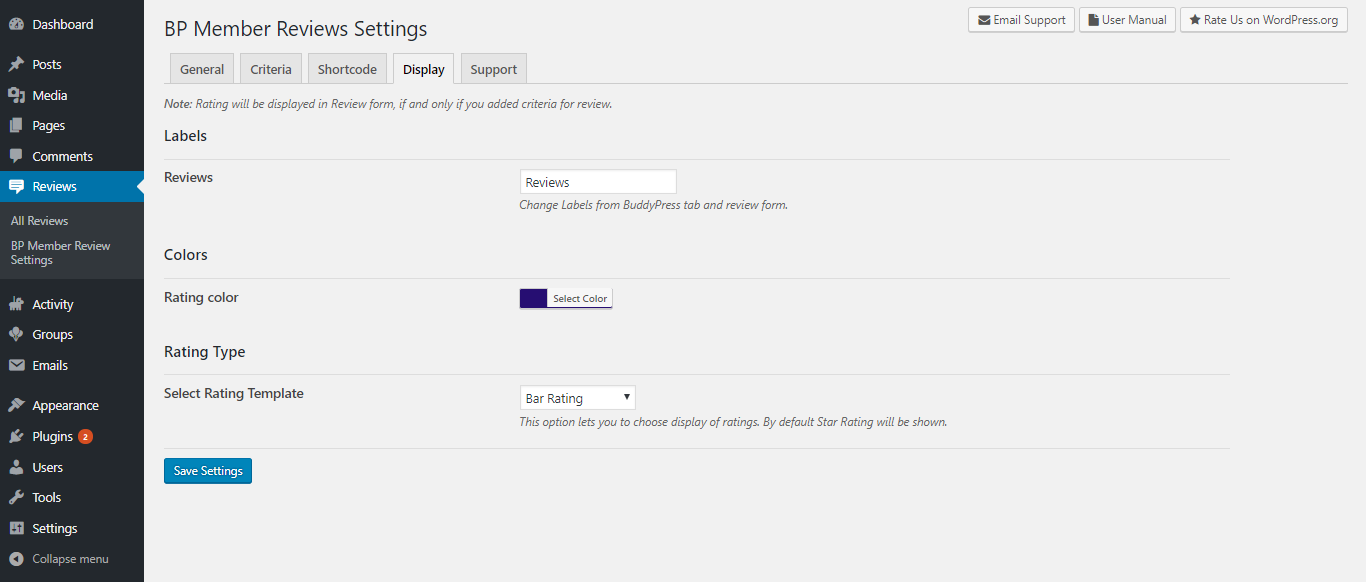 Dashboard
Posts
Media
Pages
Comments
Reviews
All Reviews
BP Member Review
Settings
Activity
Groups
Emails
Appearance
Plugins 2
Users
Tools
Settings
Collapse menu
BP Member Reviews Settings
Email Support
User Manual
Rate Us on WordPress.org
General
Criteria
Shortcode
Display
Support
Note: Rating will be displayed in Review form, if and only if you added criteria for review.
Labels
Reviews
Reviews
Change Labels from BuddyPress tab and review form.
Colors
Rating color
Select Color
Rating Type
Select Rating Template
Bar Rating
This option lets you to choose display of ratings. By default Star Rating will be shown.
Save Settings